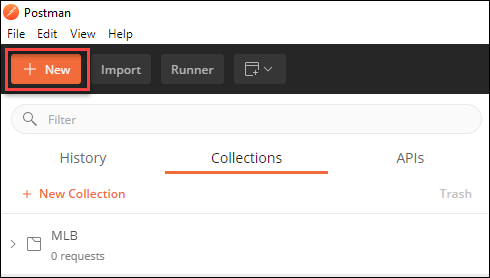 Postman
File Edit View Help
+ New Import Runner
Filter
History Collections APIs
+ New Collection Trash
MLB
0 requests